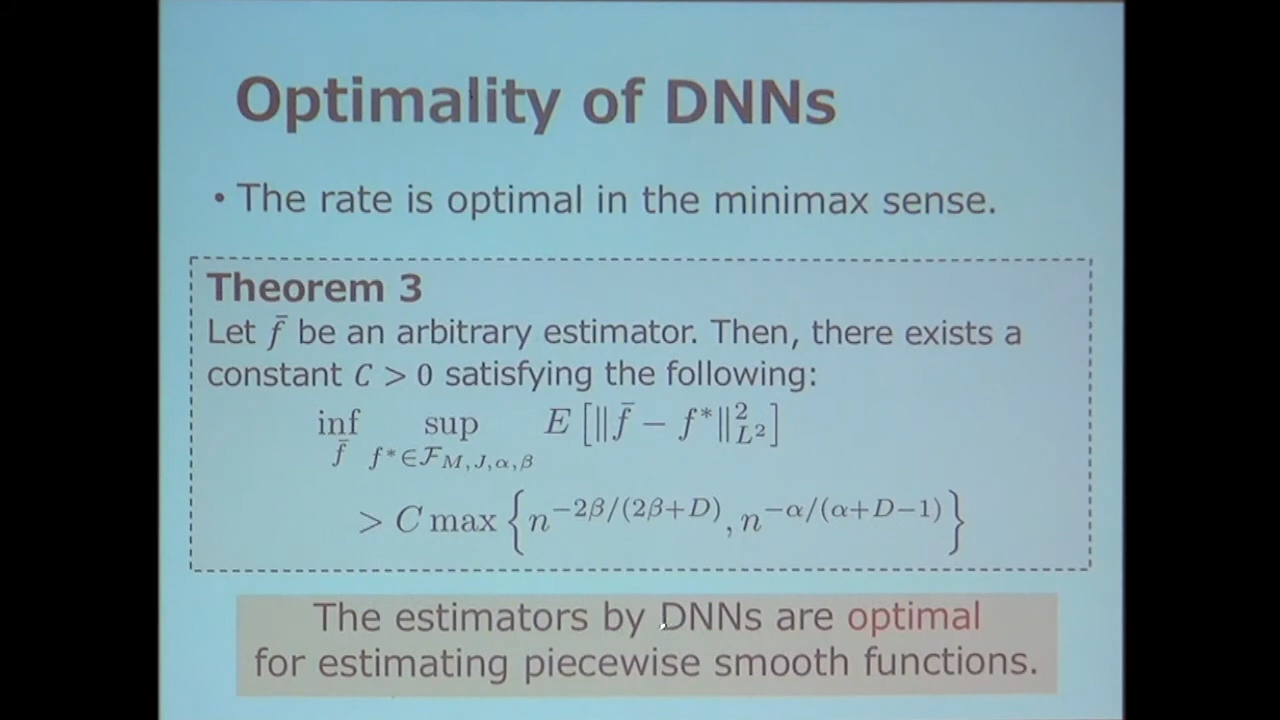 Optimality of DNNs
• The rate is optimal in the minimax sense.
Theorem 3
Let f̄ be an arbitrary estimator. Then, there exists a
constant C > 0 satisfying the following:
inf_{f̄} sup_{f*∈ℱ_{M,J,α,β}} E [‖f̄ − f*‖²_{L²}]
> C max { n^{−2β/(2β+D)}, n^{−α/(α+D−1)} }
The estimators by DNNs are optimal
for estimating piecewise smooth functions.